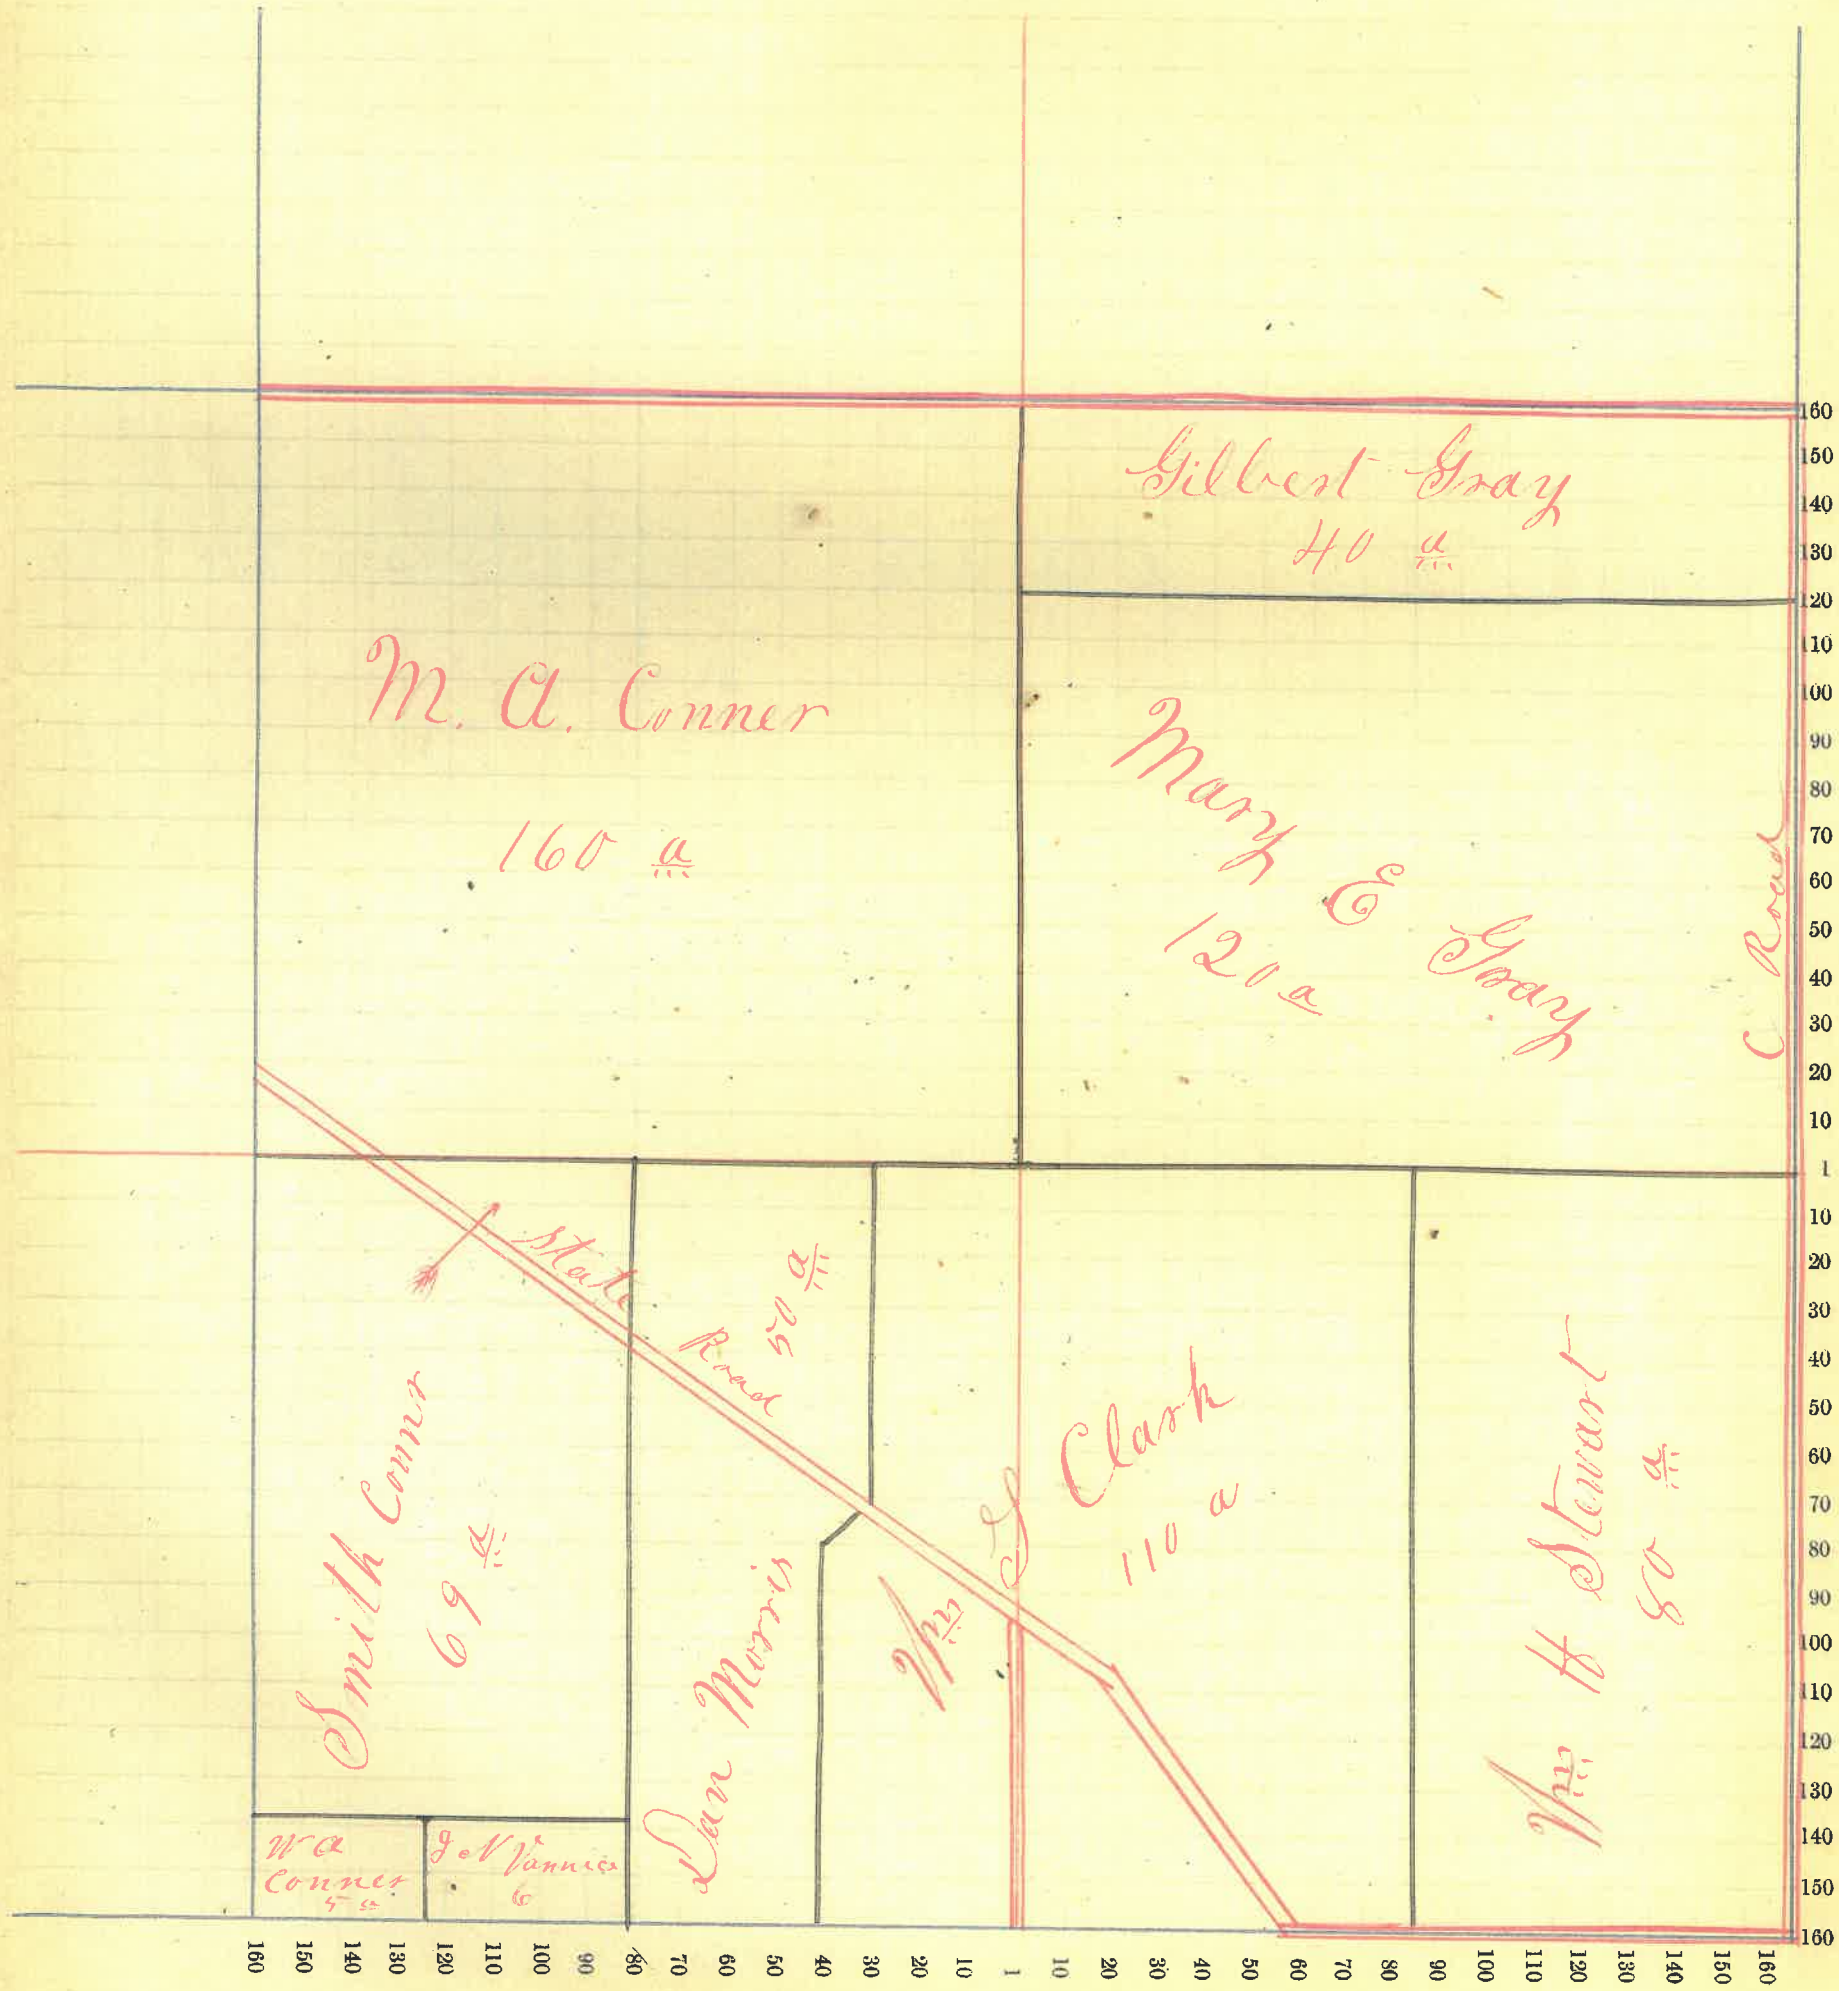 Gilbert Gray
40 a
M. A. Conner
160 a
Mary E Gray
120 a
C Road
State Road
50 a
Dan Morris
Smith Connr
69 a
Wm T Clark
110 a
Wm H Stewart
80 a
W A
Conner
5 a
J N Vannice
6
160
150
140
130
120
110
100
90
80
70
60
50
40
30
20
10
1
10
20
30
40
50
60
70
80
90
100
110
120
130
140
150
160
160 150 140 130 120 110 100 90 80 70 60 50 40 30 20 10 1 10 20 30 40 50 60 70 80 90 100 110 120 130 140 150 160